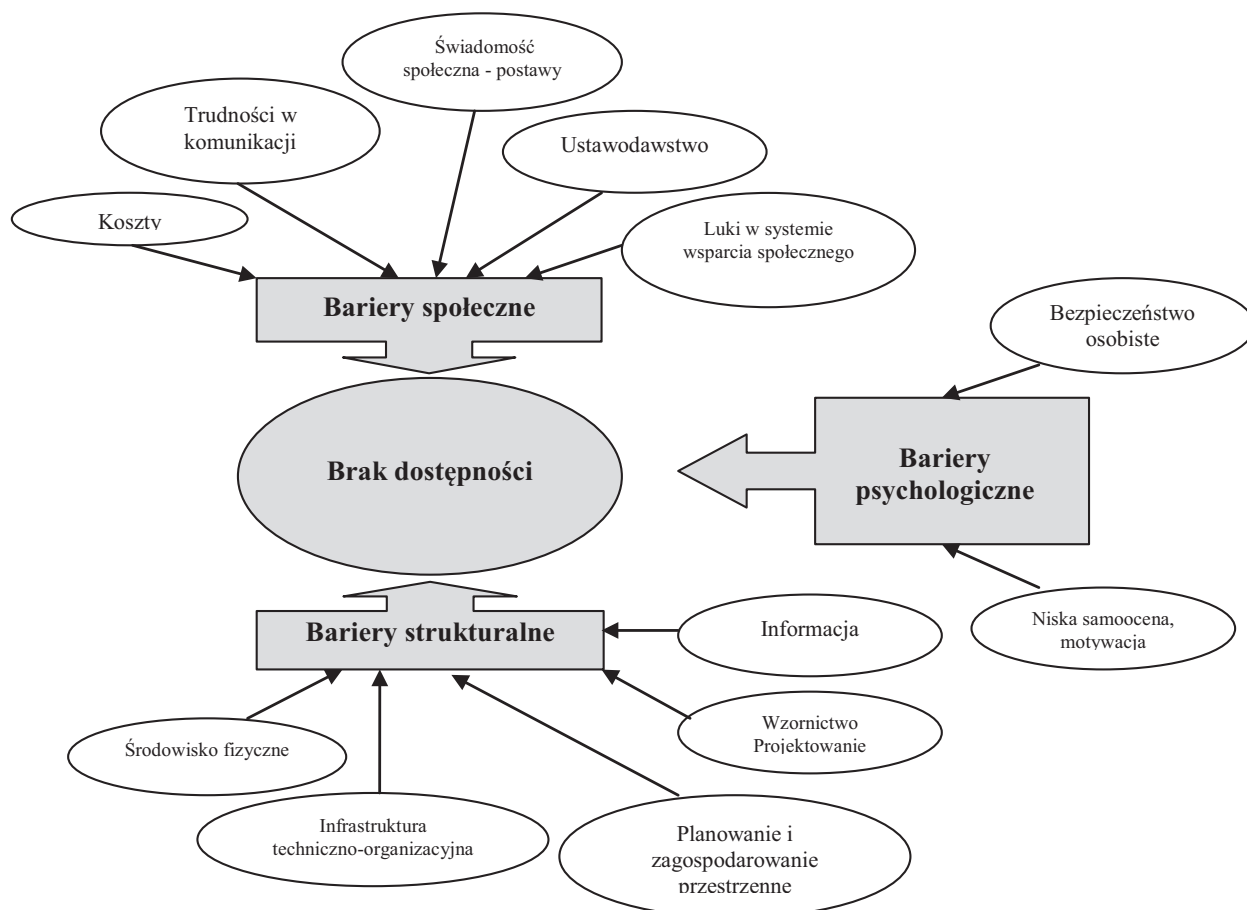 Świadomość
społeczna - postawy
Trudności w
komunikacji
Ustawodawstwo
Koszty
Luki w systemie
wsparcia społecznego
Bariery społeczne
Bezpieczeństwo
osobiste
Brak dostępności
Bariery
psychologiczne
Bariery strukturalne
Informacja
Niska samoocena,
motywacja
Wzornictwo
Projektowanie
Środowisko fizyczne
Infrastruktura
techniczno-organizacyjna
Planowanie i
zagospodarowanie
przestrzenne